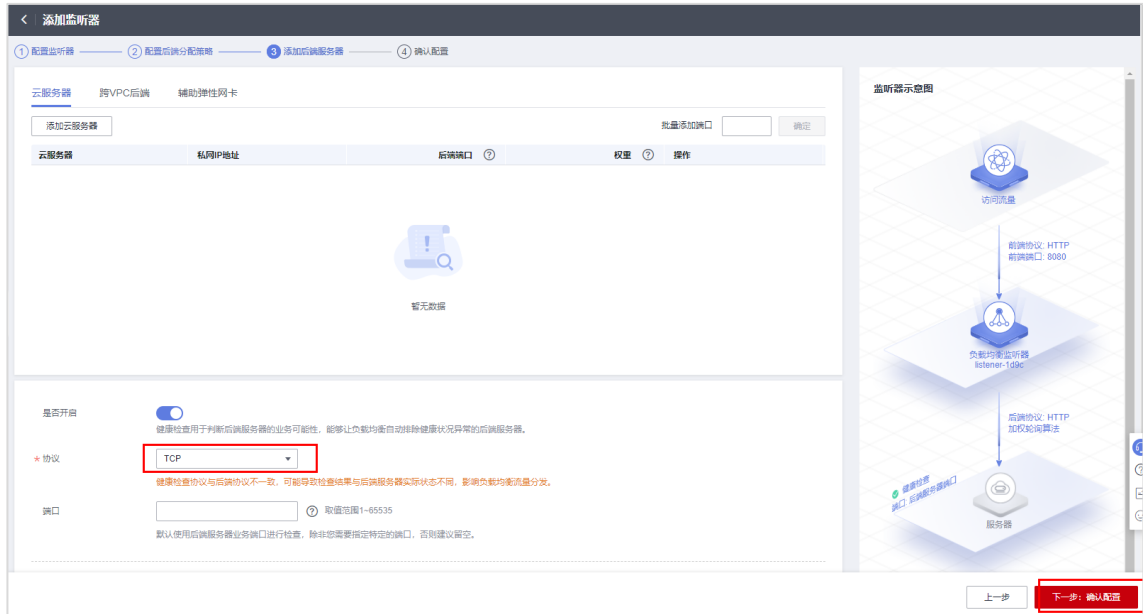 添加监听器
1 配置监听器 2 配置后端分配策略 3 添加后端服务器 4 确认配置
云服务器 跨VPC后端 辅助弹性网卡
添加云服务器 批量添加端口 确定
云服务器 私网IP地址 后端端口 ? 权重 ? 操作
暂无数据
是否开启
健康检查用于判断后端服务器的业务可能性，能够让负载均衡自动排除健康状况异常的后端服务器。
* 协议 TCP
健康检查协议与后端协议不一致，可能导致检查结果与后端服务器实际状态不同，影响负载均衡流量分发。
端口 ? 取值范围1~65535
默认使用后端服务器业务端口进行检查，除非您需要指定特定的端口，否则建议留空。
监听器示意图
访问流量
前端协议: HTTP
前端端口: 8080
负载均衡监听器
listener-1d9c
后端协议: HTTP
加权轮询算法
健康检查
端口: 后端服务器端口
服务器
上一步 下一步：确认配置